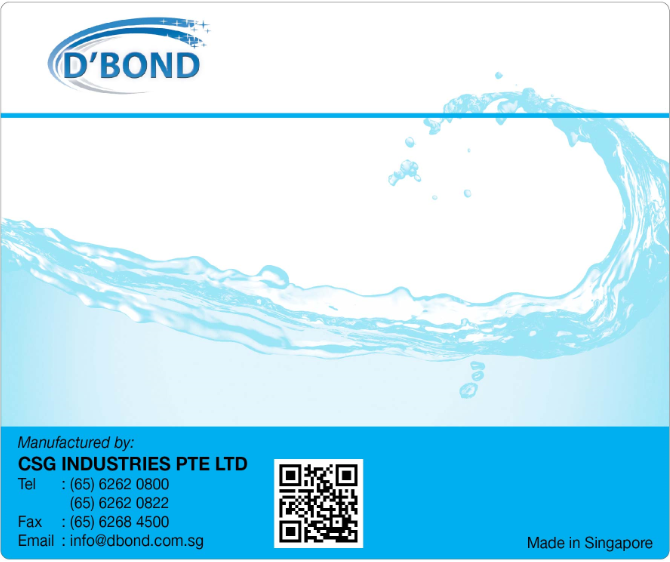 D'BOND
Manufactured by:
CSG INDUSTRIES PTE LTD
Tel : (65) 6262 0800
(65) 6262 0822
Fax : (65) 6268 4500
Email : info@dbond.com.sg
Made in Singapore